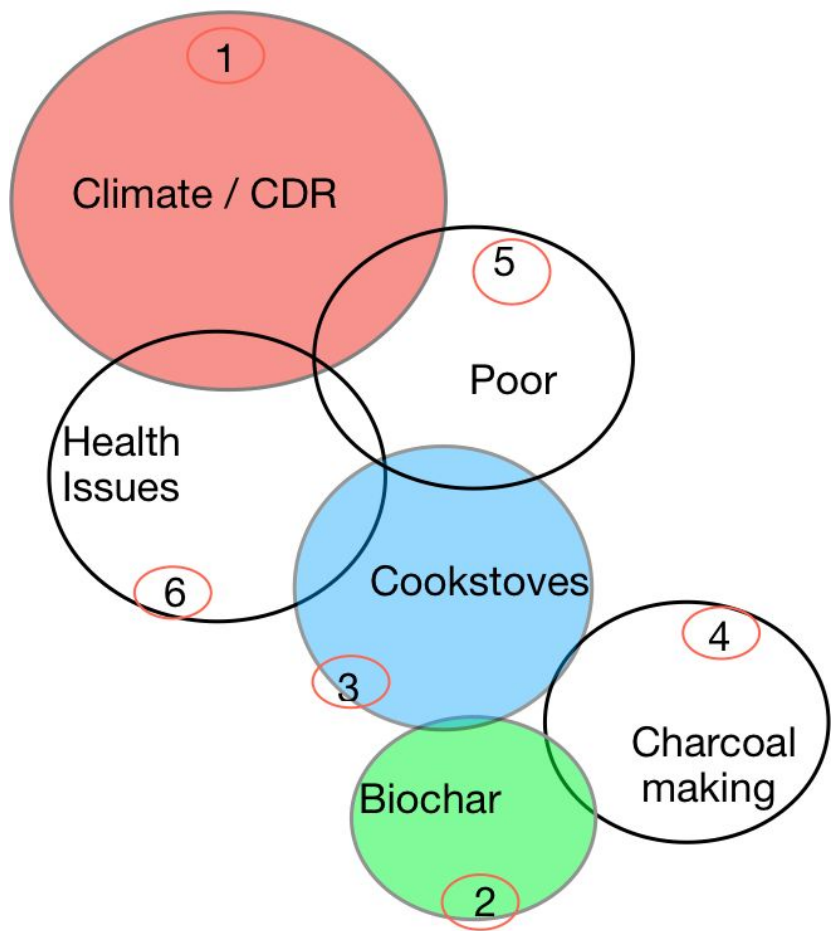 1
Climate / CDR
5
Poor
Health
Issues
6
Cookstoves
3
4
Charcoal
making
Biochar
2